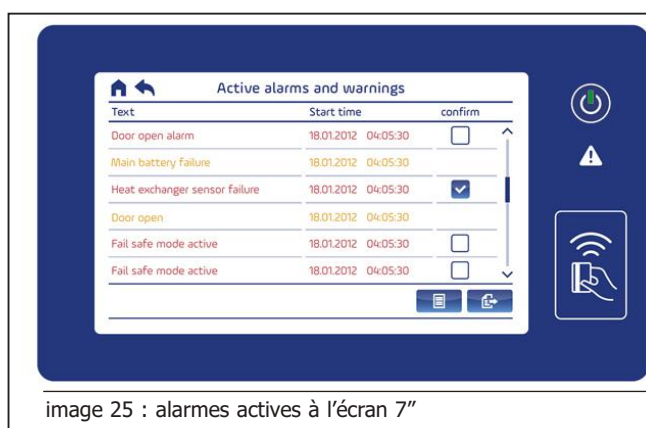 Active alarms and warnings
Text Start time confirm
Door open alarm 18.01.2012 04:05:30
Main battery failure 18.01.2012 04:05:30
Heat exchanger sensor failure 18.01.2012 04:05:30
Door open 18.01.2012 04:05:30
Fail safe mode active 18.01.2012 04:05:30
Fail safe mode active 18.01.2012 04:05:30
image 25 : alarmes actives à l’écran 7”